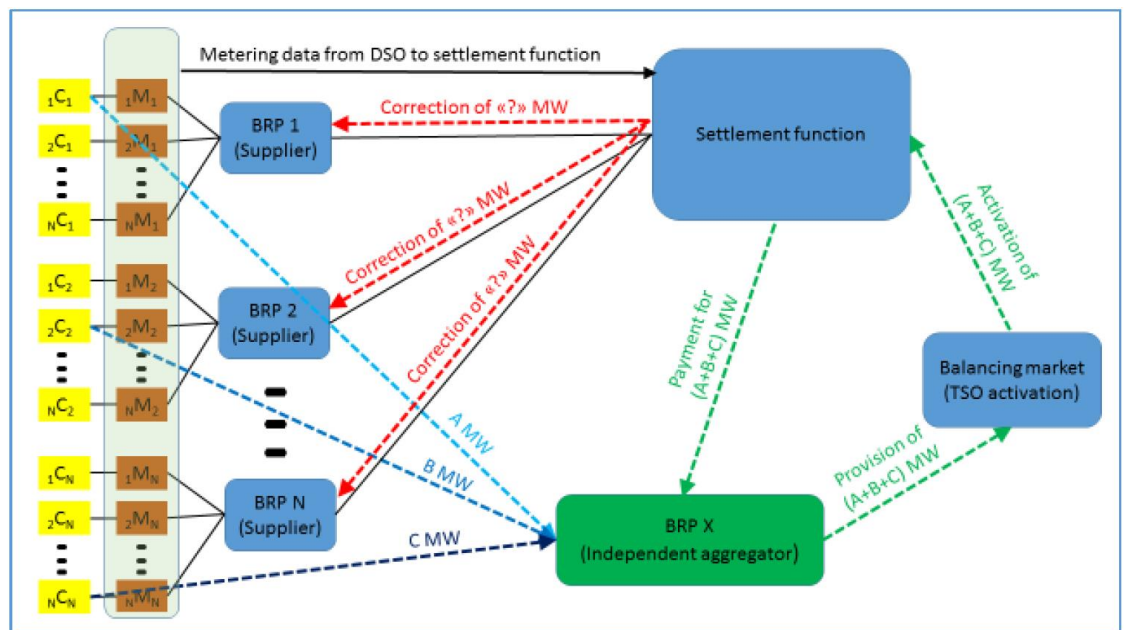 Metering data from DSO to settlement function
₁C₁ ₁M₁
₂C₁ ₂M₁
ₙC₁ ₙM₁
BRP 1
(Supplier)
Correction of «?» MW
Settlement function
₁C₂ ₁M₂
₂C₂ ₂M₂
ₙC₂ ₙM₂
BRP 2
(Supplier)
Correction of «?» MW
Correction of «?» MW
₁Cₙ ₁Mₙ
₂Cₙ ₂Mₙ
ₙCₙ ₙMₙ
BRP N
(Supplier)
A MW
B MW
C MW
BRP X
(Independent aggregator)
Payment for
(A+B+C) MW
Activation of
(A+B+C) MW
Balancing market
(TSO activation)
Provision of
(A+B+C) MW